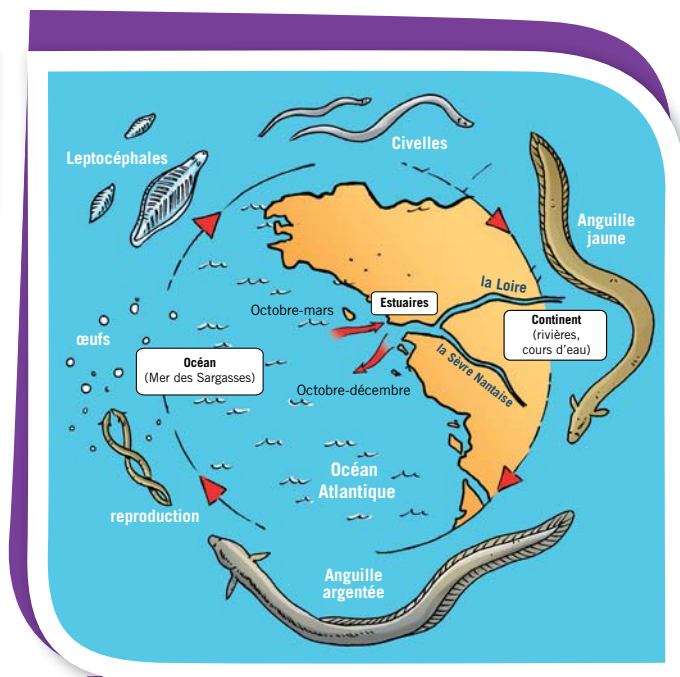 Leptocéphales
Civelles
Anguille
jaune
la Loire
Estuaires
Octobre-mars
Continent
(rivières,
cours d'eau)
œufs
Océan
(Mer des Sargasses)
la Sèvre Nantaise
Octobre-décembre
Océan
Atlantique
reproduction
Anguille
argentée